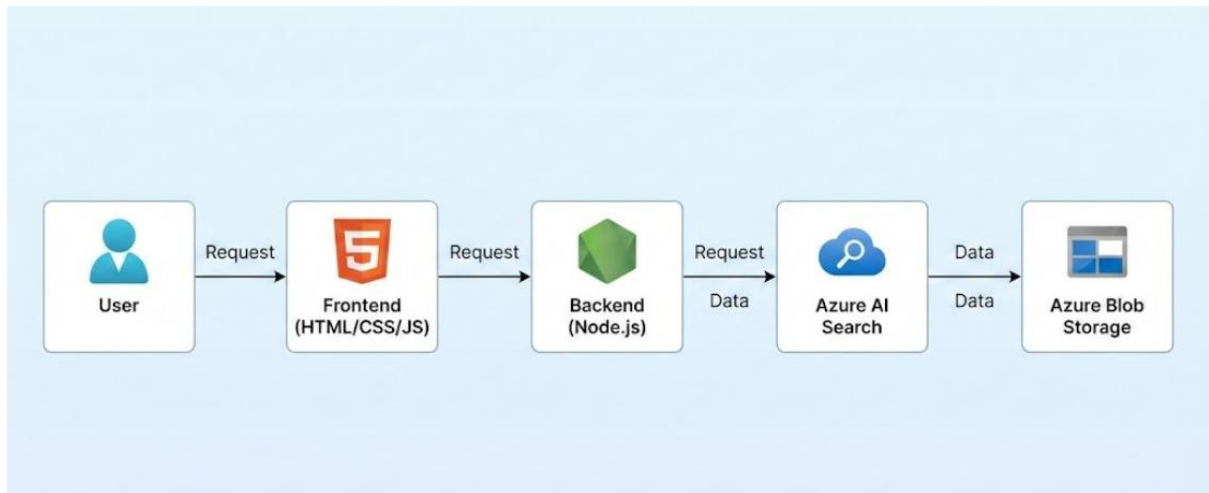 User
Request
Frontend
(HTML/CSS/JS)
Request
Backend
(Node.js)
Request
Data
Azure AI
Search
Data
Data
Azure Blob
Storage